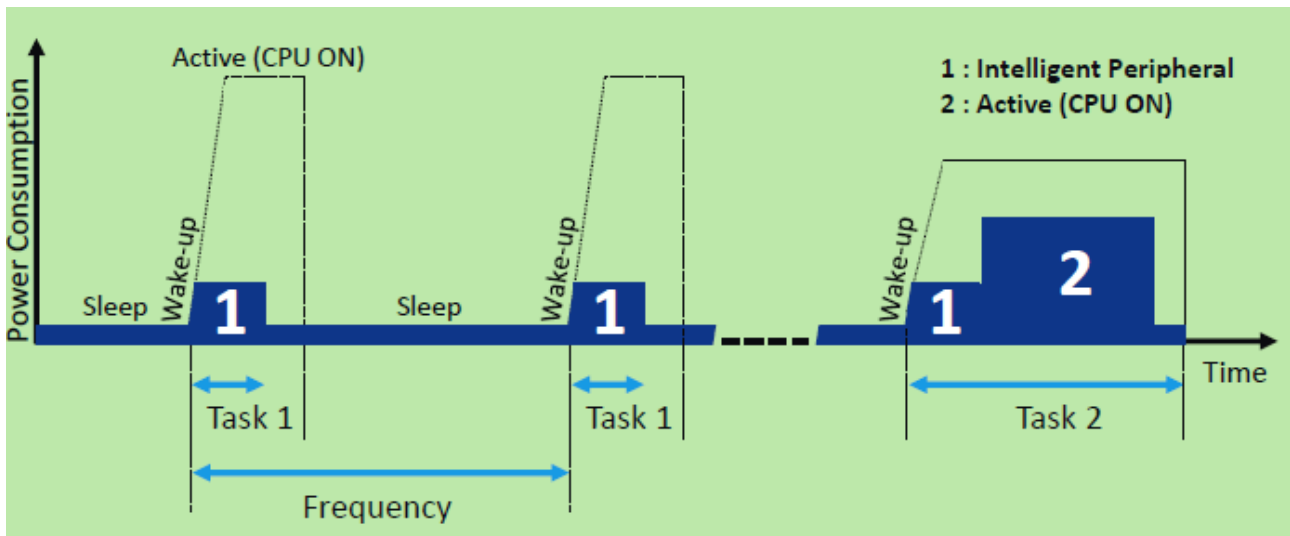 Active (CPU ON)
1 : Intelligent Peripheral
2 : Active (CPU ON)
Power Consumption
Wake-up
Wake-up
Wake-up
Sleep
Sleep
1
1
1
2
Time
Task 1
Task 1
Task 2
Frequency